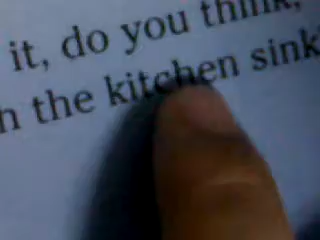 it, do you think,
the kitchen sink